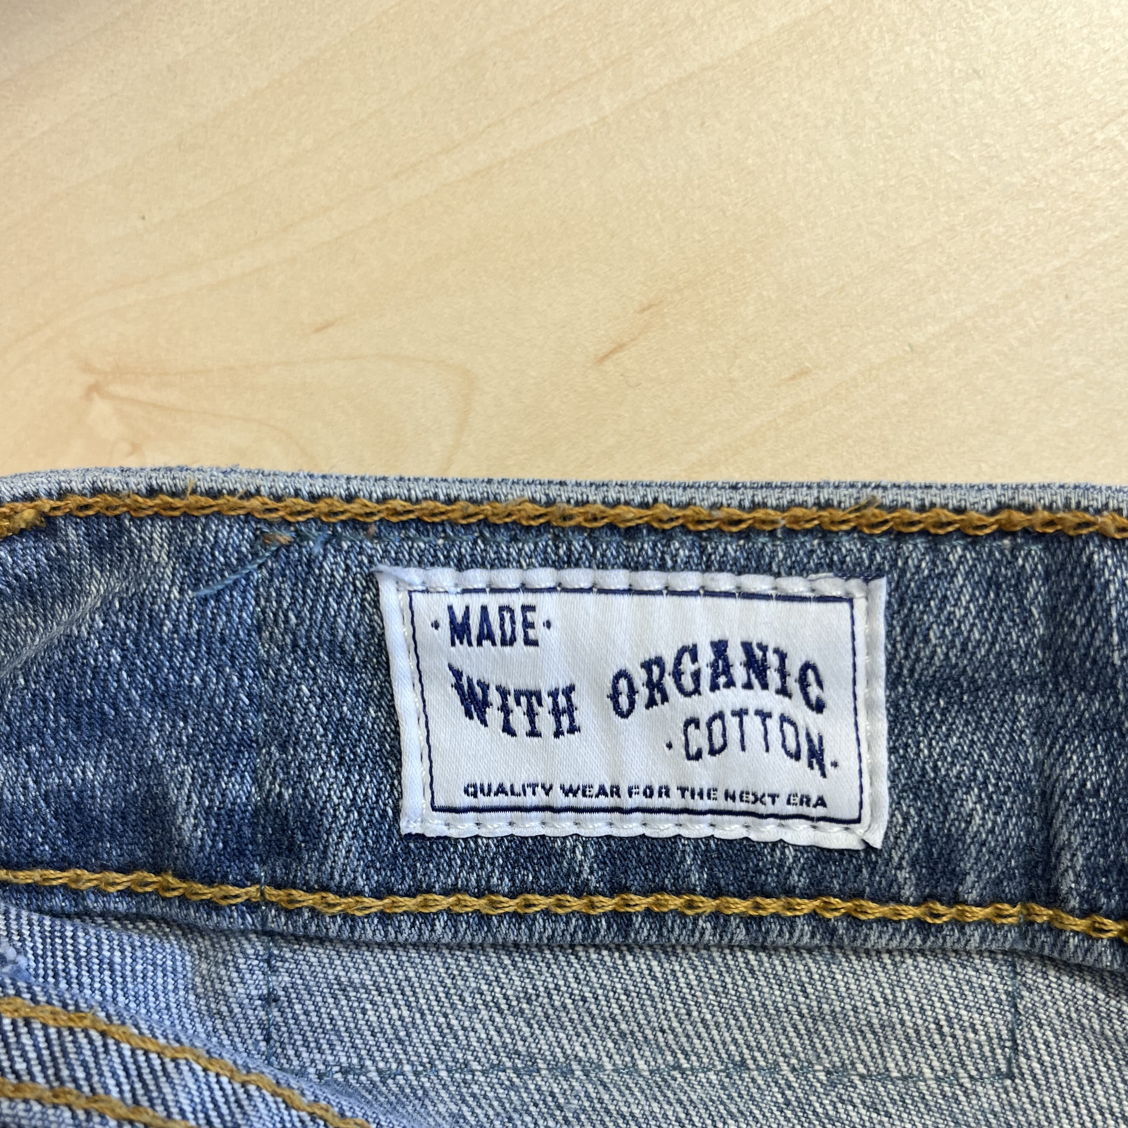 ·MADE·
WITH ORGANIC
·COTTON·
QUALITY WEAR FOR THE NEXT ERA